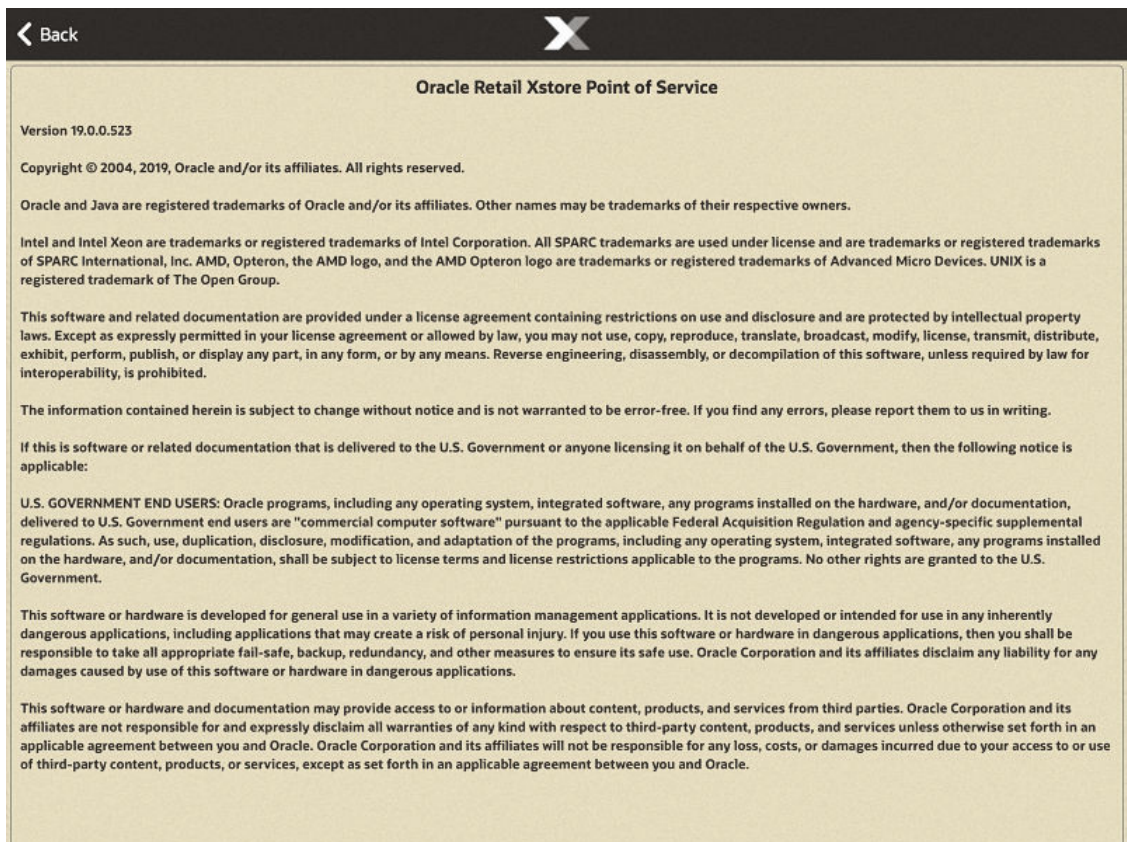 Back
Oracle Retail Xstore Point of Service
Version 19.0.0.523
Copyright © 2004, 2019, Oracle and/or its affiliates. All rights reserved.
Oracle and Java are registered trademarks of Oracle and/or its affiliates. Other names may be trademarks of their respective owners.
Intel and Intel Xeon are trademarks or registered trademarks of Intel Corporation. All SPARC trademarks are used under license and are trademarks or registered trademarks
of SPARC International, Inc. AMD, Opteron, the AMD logo, and the AMD Opteron logo are trademarks or registered trademarks of Advanced Micro Devices. UNIX is a
registered trademark of The Open Group.
This software and related documentation are provided under a license agreement containing restrictions on use and disclosure and are protected by intellectual property
laws. Except as expressly permitted in your license agreement or allowed by law, you may not use, copy, reproduce, translate, broadcast, modify, license, transmit, distribute,
exhibit, perform, publish, or display any part, in any form, or by any means. Reverse engineering, disassembly, or decompilation of this software, unless required by law for
interoperability, is prohibited.
The information contained herein is subject to change without notice and is not warranted to be error-free. If you find any errors, please report them to us in writing.
If this is software or related documentation that is delivered to the U.S. Government or anyone licensing it on behalf of the U.S. Government, then the following notice is
applicable:
U.S. GOVERNMENT END USERS: Oracle programs, including any operating system, integrated software, any programs installed on the hardware, and/or documentation,
delivered to U.S. Government end users are "commercial computer software" pursuant to the applicable Federal Acquisition Regulation and agency-specific supplemental
regulations. As such, use, duplication, disclosure, modification, and adaptation of the programs, including any operating system, integrated software, any programs installed
on the hardware, and/or documentation, shall be subject to license terms and license restrictions applicable to the programs. No other rights are granted to the U.S.
Government.
This software or hardware is developed for general use in a variety of information management applications. It is not developed or intended for use in any inherently
dangerous applications, including applications that may create a risk of personal injury. If you use this software or hardware in dangerous applications, then you shall be
responsible to take all appropriate fail-safe, backup, redundancy, and other measures to ensure its safe use. Oracle Corporation and its affiliates disclaim any liability for any
damages caused by use of this software or hardware in dangerous applications.
This software or hardware and documentation may provide access to or information about content, products, and services from third parties. Oracle Corporation and its
affiliates are not responsible for and expressly disclaim all warranties of any kind with respect to third-party content, products, and services unless otherwise set forth in an
applicable agreement between you and Oracle. Oracle Corporation and its affiliates will not be responsible for any loss, costs, or damages incurred due to your access to or use
of third-party content, products, or services, except as set forth in an applicable agreement between you and Oracle.